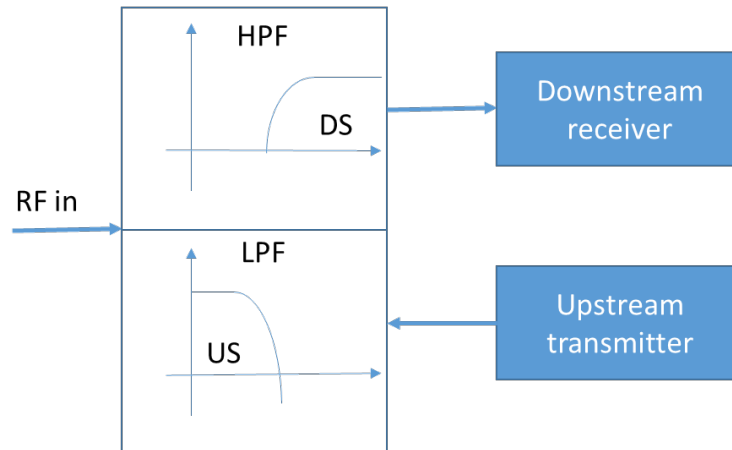 HPF
DS
Downstream
receiver
RF in
LPF
US
Upstream
transmitter